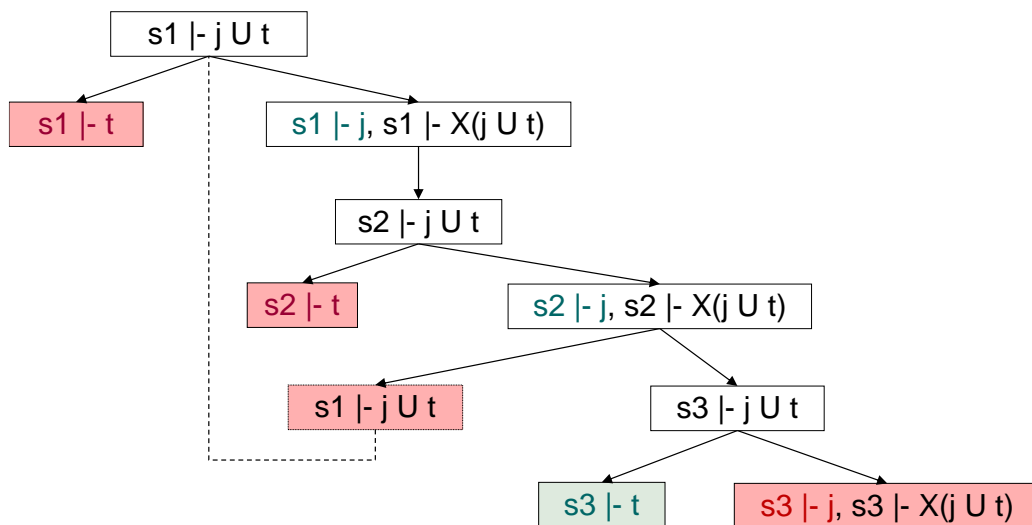 s1 |- j U t
s1 |- t
s1 |- j, s1 |- X(j U t)
s2 |- j U t
s2 |- t
s2 |- j, s2 |- X(j U t)
s1 |- j U t
s3 |- j U t
s3 |- t
s3 |- j, s3 |- X(j U t)